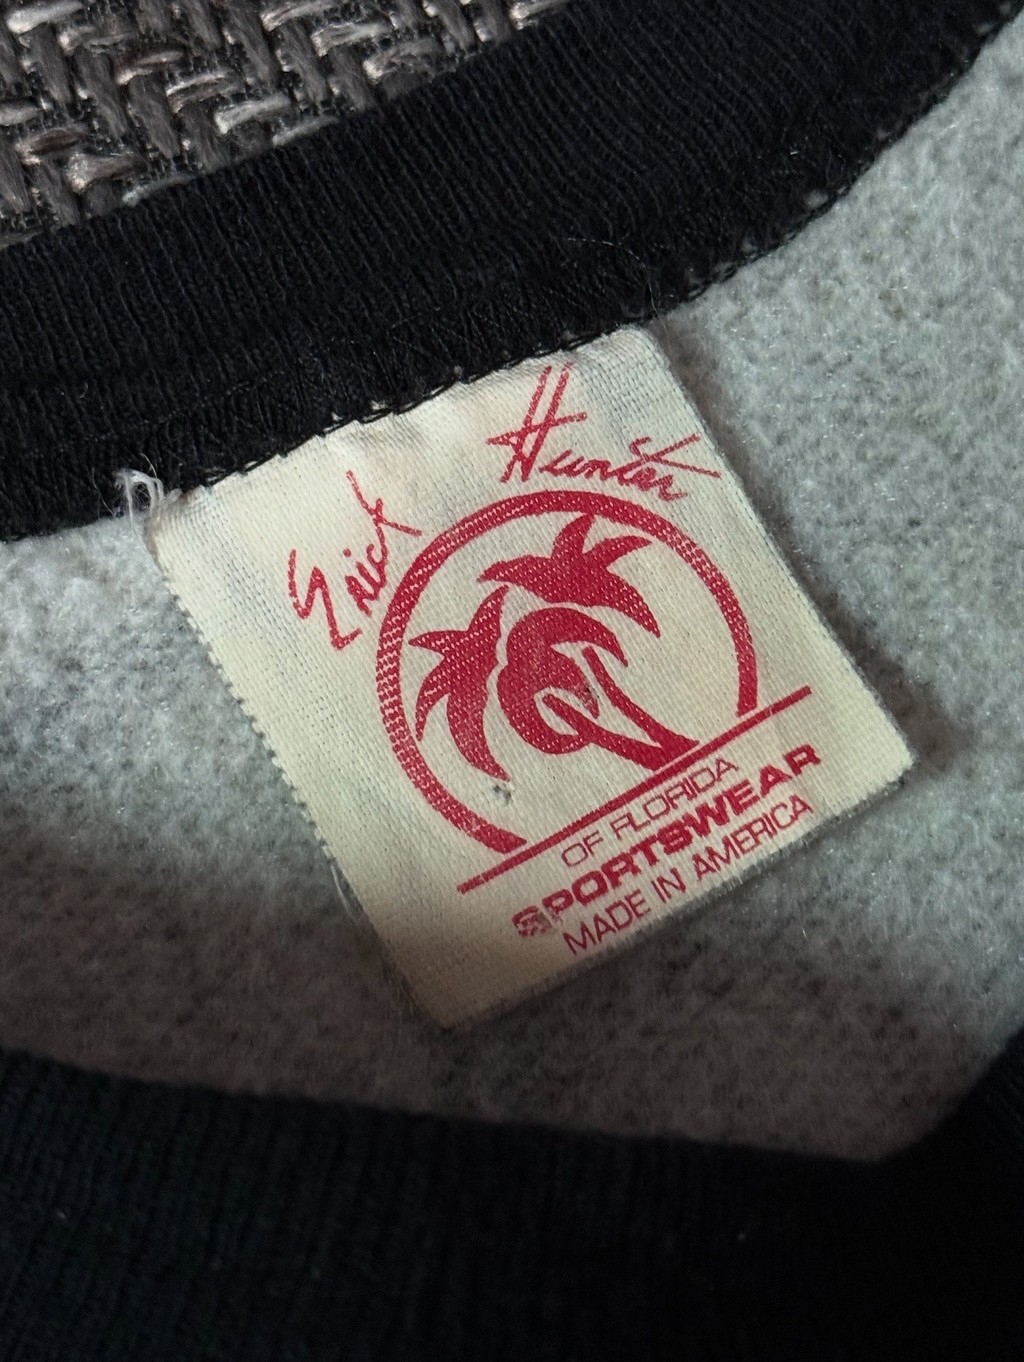 Erick Hunter
OF FLORIDA
SPORTSWEAR
MADE IN AMERICA